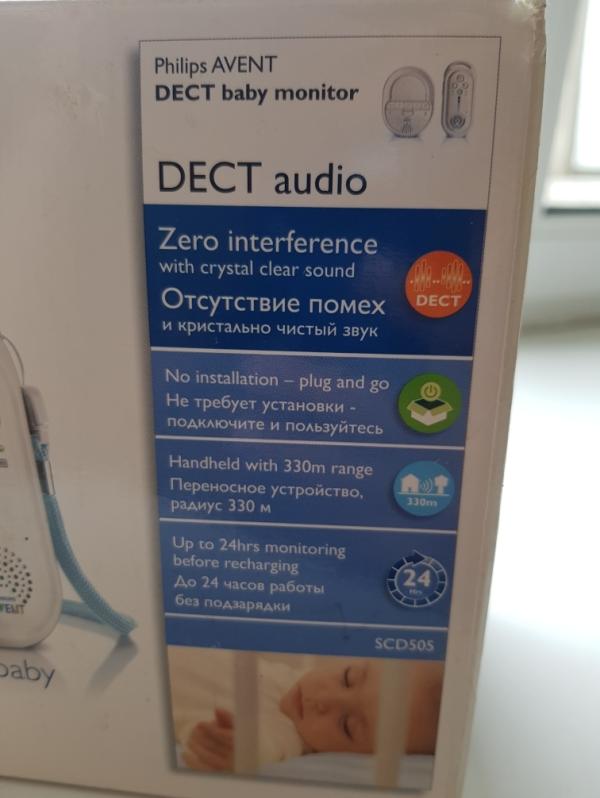 Philips AVENT
DECT baby monitor
DECT audio
Zero interference
with crystal clear sound
DECT
Отсутствие помех
и кристально чистый звук
No installation – plug and go
Не требует установки -
подключите и пользуйтесь
Handheld with 330m range
Переносное устройство,
радиус 330 м
330m
Up to 24hrs monitoring
before recharging
До 24 часов работы
без подзарядки
24
Hrs
SCD505
baby